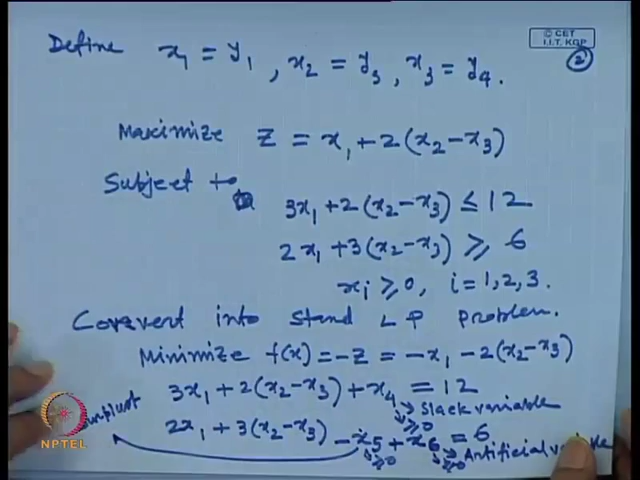 © CET
I.I.T. KGP
2
Define x₁ = y₁, x₂ = y₃, x₃ = y₄.
Maximize Z = x₁ + 2(x₂ - x₃)
Subject to
3x₁ + 2(x₂ - x₃) ≤ 12
2x₁ + 3(x₂ - x₃) ≥ 6
xᵢ ≥ 0, i = 1, 2, 3.
Convert into stand LP problem.
Minimize f(x) = -Z = -x₁ - 2(x₂ - x₃)
3x₁ + 2(x₂ - x₃) + x₄ = 12
Slack variable
≥0
2x₁ + 3(x₂ - x₃) - x₅ + x₆ = 6
≥0
≥0
Artificial variable
NPTEL